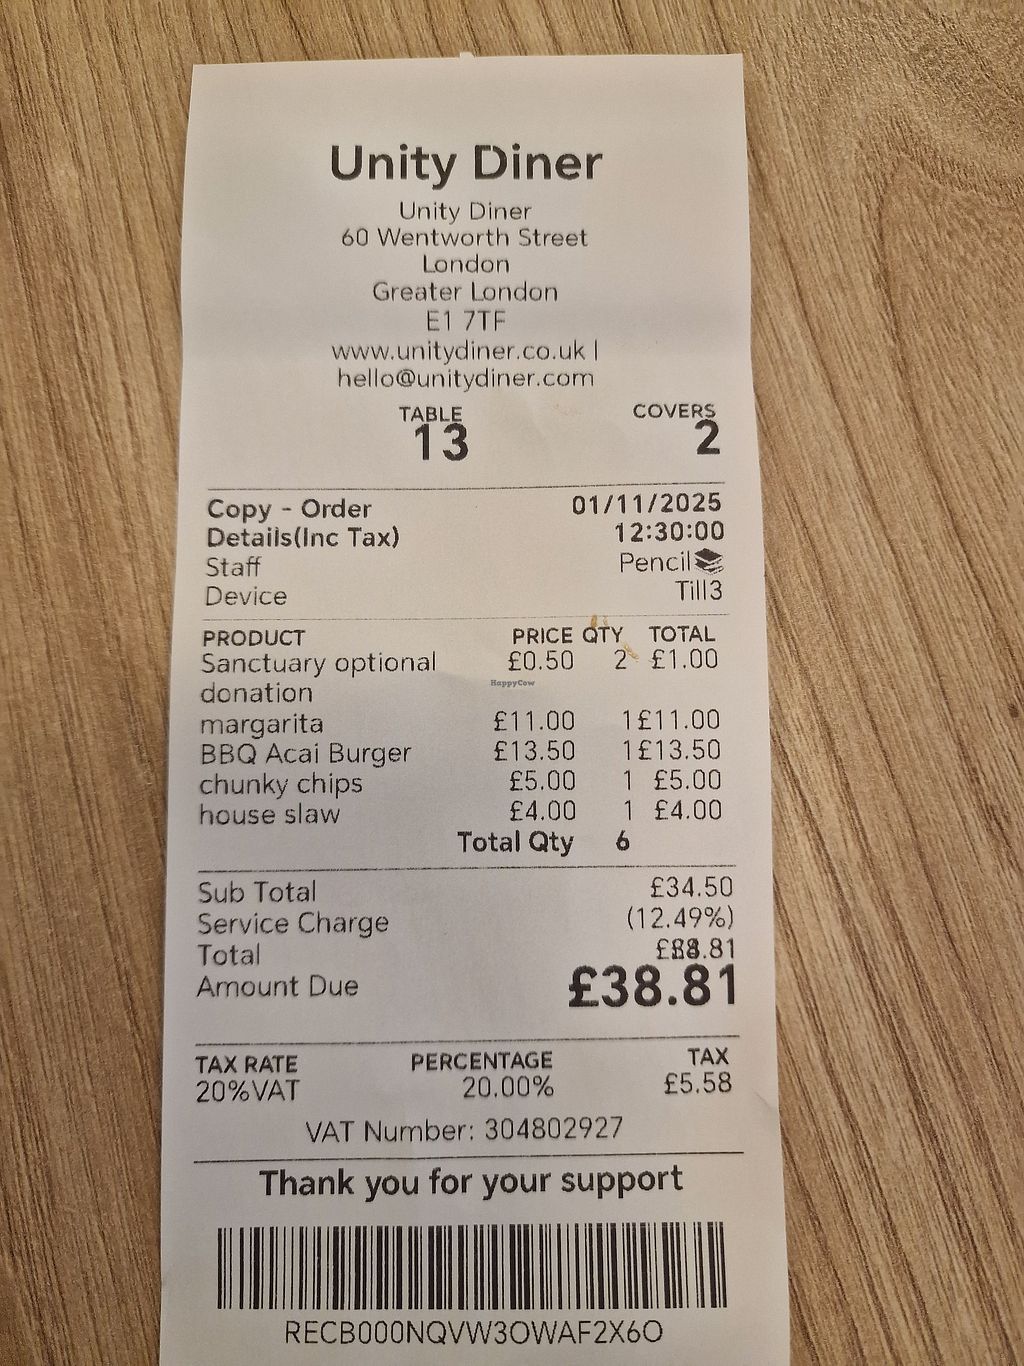 Unity Diner
Unity Diner
60 Wentworth Street
London
Greater London
E1 7TF
www.unitydiner.co.uk |
hello@unitydiner.com
TABLE COVERS
13 2
Copy - Order 01/11/2025
Details(Inc Tax) 12:30:00
Staff Pencil
Device Till3
PRODUCT PRICE QTY TOTAL
Sanctuary optional £0.50 2 £1.00
donation
HappyCow
margarita £11.00 1 £11.00
BBQ Acai Burger £13.50 1 £13.50
chunky chips £5.00 1 £5.00
house slaw £4.00 1 £4.00
Total Qty 6
Sub Total £34.50
Service Charge (12.49%)
Total
Amount Due £38.81
TAX RATE PERCENTAGE TAX
20%VAT 20.00% £5.58
VAT Number: 304802927
Thank you for your support
RECB000NQVW3OWAF2X6O